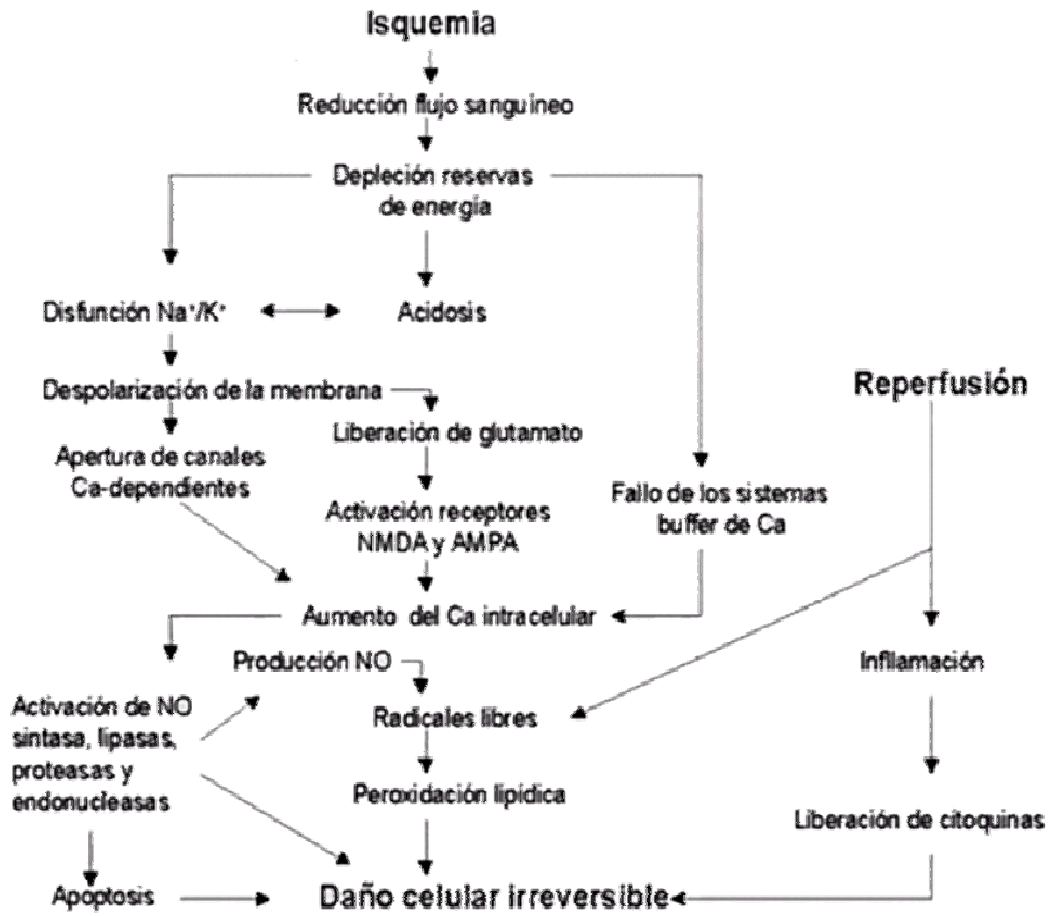 Isquemia
Reducción flujo sanguíneo
Depleción reservas
de energía
Disfunción Na⁺/K⁺
Acidosis
Despolarización de la membrana
Reperfusión
Liberación de glutamato
Apertura de canales
Ca-dependientes
Fallo de los sistemas
buffer de Ca
Activación receptores
NMDA y AMPA
Aumento del Ca intracelular
Producción NO
Inflamación
Activación de NO
sintasa, lipasas,
proteasas y
endonucleasas
Radicales libres
Peroxidación lipídica
Liberación de citoquinas
Apoptosis
Daño celular irreversible